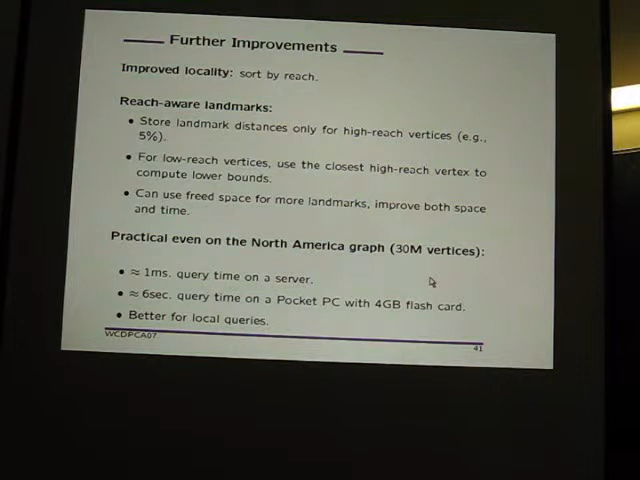 Further Improvements
Improved locality: sort by reach.
Reach-aware landmarks:
• Store landmark distances only for high-reach vertices (e.g.,
5%).
• For low-reach vertices, use the closest high-reach vertex to
compute lower bounds.
• Can use freed space for more landmarks, improve both space
and time.
Practical even on the North America graph (30M vertices):
• ≈ 1ms. query time on a server.
• ≈ 6sec. query time on a Pocket PC with 4GB flash card.
• Better for local queries.
WCDPCA07
41